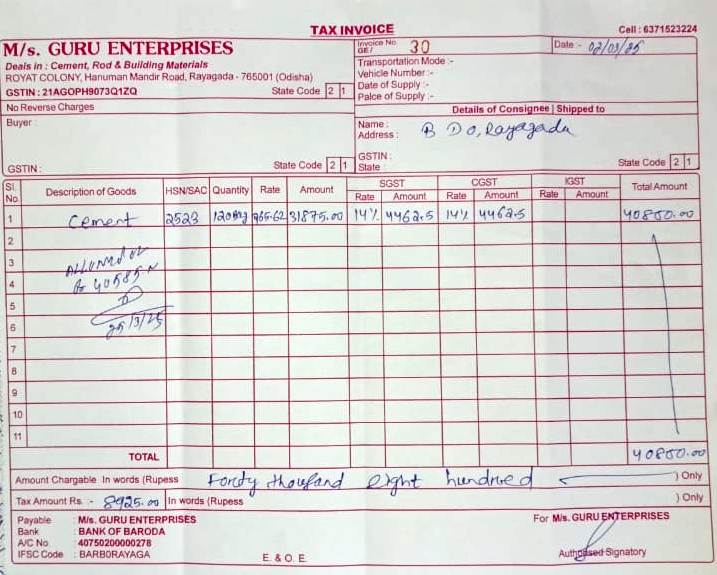 TAX INVOICE
Cell : 6371523224
M/s. GURU ENTERPRISES
Deals in : Cement, Rod & Building Materials
ROYAT COLONY, Hanuman Mandir Road, Rayagada - 765001 (Odisha)
GSTIN : 21AGOPH9073Q1ZQ State Code 2 1
Invoice No. 30
GE/
Date :- 02/03/25
Transportation Mode :-
Vehicle Number :-
Date of Supply :-
Palce of Supply :-
No Reverse Charges
Buyer :
GSTIN : State Code 2 1
Details of Consignee | Shipped to
Name :
Address : B D O, Rayagada
GSTIN :
State : State Code 2 1
Sl. No. Description of Goods HSN/SAC Quantity Rate Amount SGST CGST IGST Total Amount
Rate Amount Rate Amount Rate Amount
1 Cement 2523 120 Bag 265.62 31875.00 14% 4462.5 14% 4462.5 40800.00
2
3
4 40585
5
6 25/3/25
7
8
9
10
11
TOTAL 40800.00
Amount Chargable In words (Rupess Fordy thousand eight hundred ) Only
Tax Amount Rs :- 8925.00 In words (Rupess ) Only
Payable : M/s. GURU ENTERPRISES
Bank : BANK OF BARODA
A/C No : 40750200000278
IFSC Code : BARB0RAYAGA
E. & O. E.
For M/s. GURU ENTERPRISES
Authorised Signatory